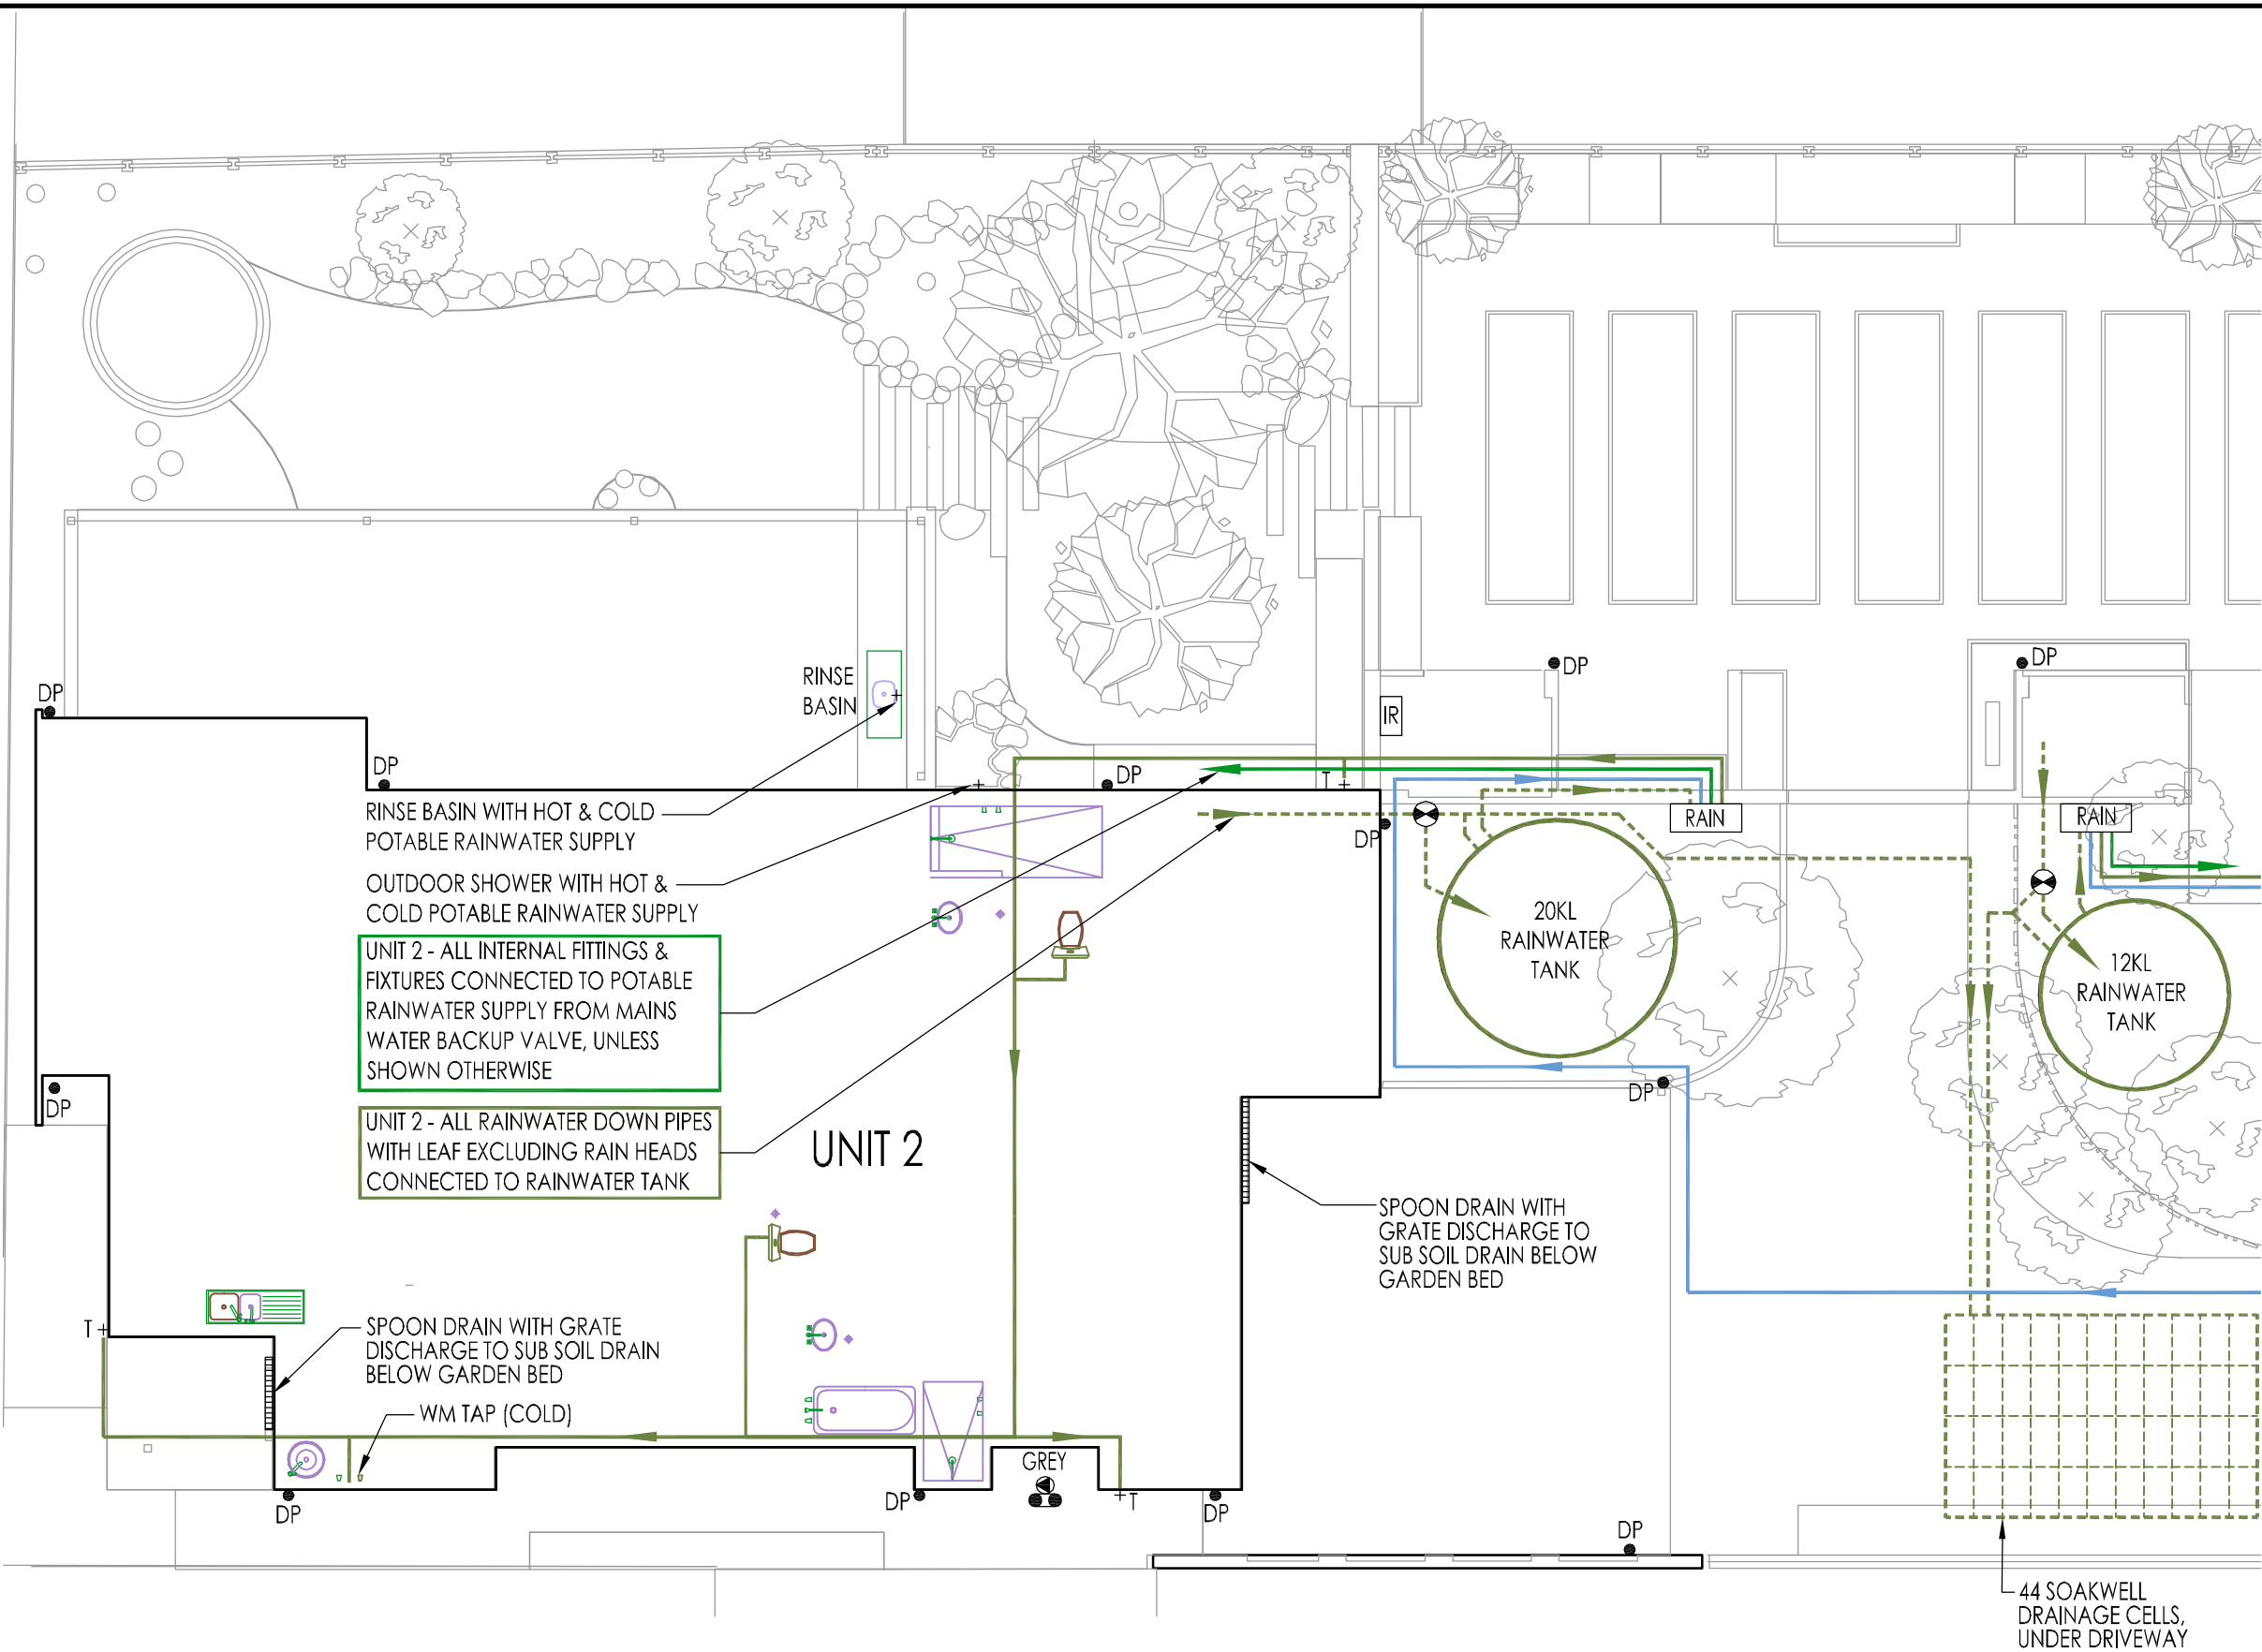 DP
DP
RINSE
BASIN
DP
DP
DP
IR
T
DP
RAIN
RAIN
DP
RINSE BASIN WITH HOT & COLD
POTABLE RAINWATER SUPPLY
OUTDOOR SHOWER WITH HOT &
COLD POTABLE RAINWATER SUPPLY
UNIT 2 - ALL INTERNAL FITTINGS &
FIXTURES CONNECTED TO POTABLE
RAINWATER SUPPLY FROM MAINS
WATER BACKUP VALVE, UNLESS
SHOWN OTHERWISE
20KL
RAINWATER
TANK
12KL
RAINWATER
TANK
DP
DP
UNIT 2 - ALL RAINWATER DOWN PIPES
WITH LEAF EXCLUDING RAIN HEADS
CONNECTED TO RAINWATER TANK
UNIT 2
SPOON DRAIN WITH
GRATE DISCHARGE TO
SUB SOIL DRAIN BELOW
GARDEN BED
T
SPOON DRAIN WITH GRATE
DISCHARGE TO SUB SOIL DRAIN
BELOW GARDEN BED
WM TAP (COLD)
GREY
DP
DP
T
DP
DP
44 SOAKWELL
DRAINAGE CELLS,
UNDER DRIVEWAY